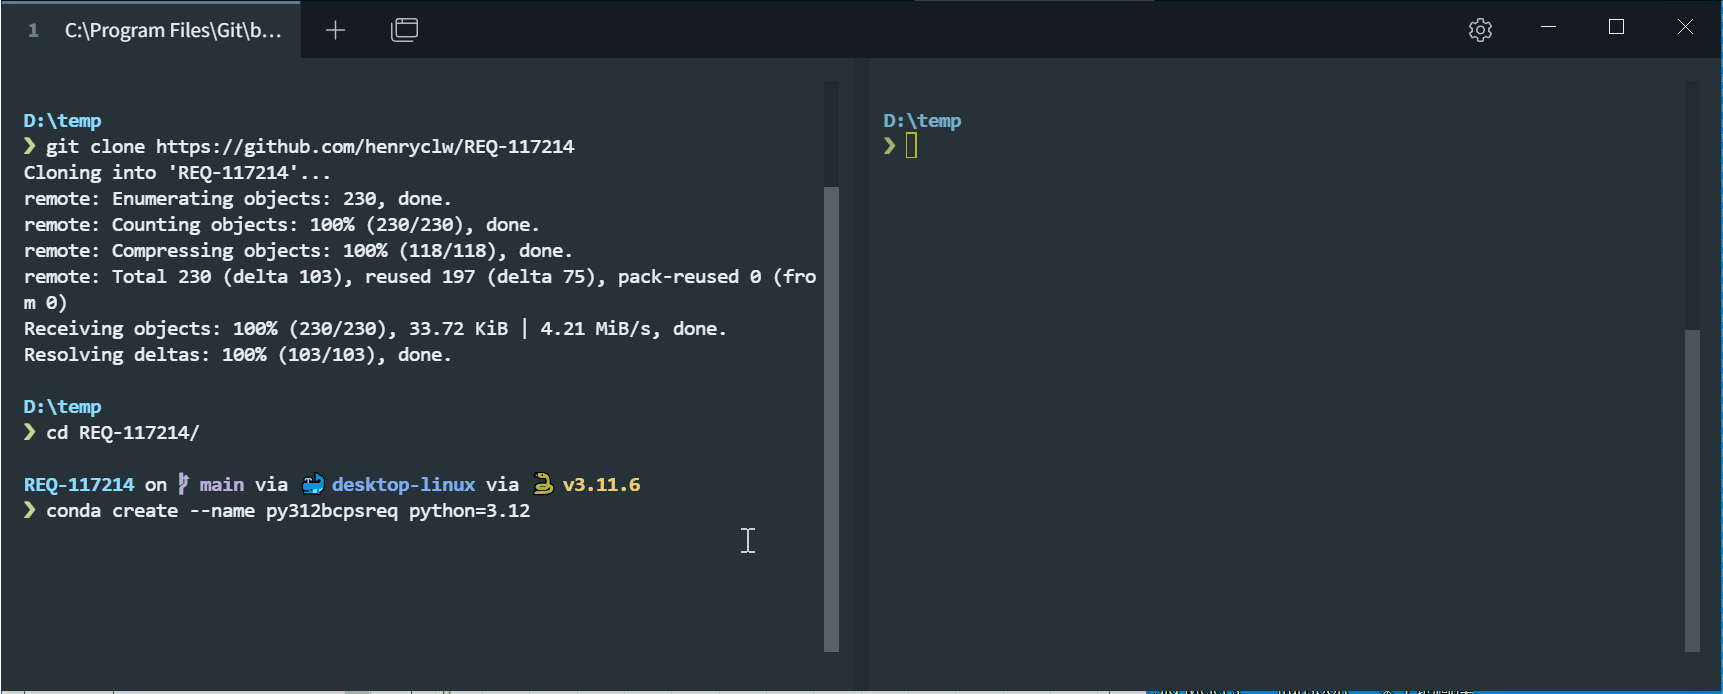 1 C:\Program Files\Git\b...
D:\temp
❯ git clone https://github.com/henryclw/REQ-117214
Cloning into 'REQ-117214'...
remote: Enumerating objects: 230, done.
remote: Counting objects: 100% (230/230), done.
remote: Compressing objects: 100% (118/118), done.
remote: Total 230 (delta 103), reused 197 (delta 75), pack-reused 0 (fro
m 0)
Receiving objects: 100% (230/230), 33.72 KiB | 4.21 MiB/s, done.
Resolving deltas: 100% (103/103), done.
D:\temp
❯ cd REQ-117214/
REQ-117214 on main via desktop-linux via v3.11.6
❯ conda create --name py312bcpsreq python=3.12
D:\temp
❯